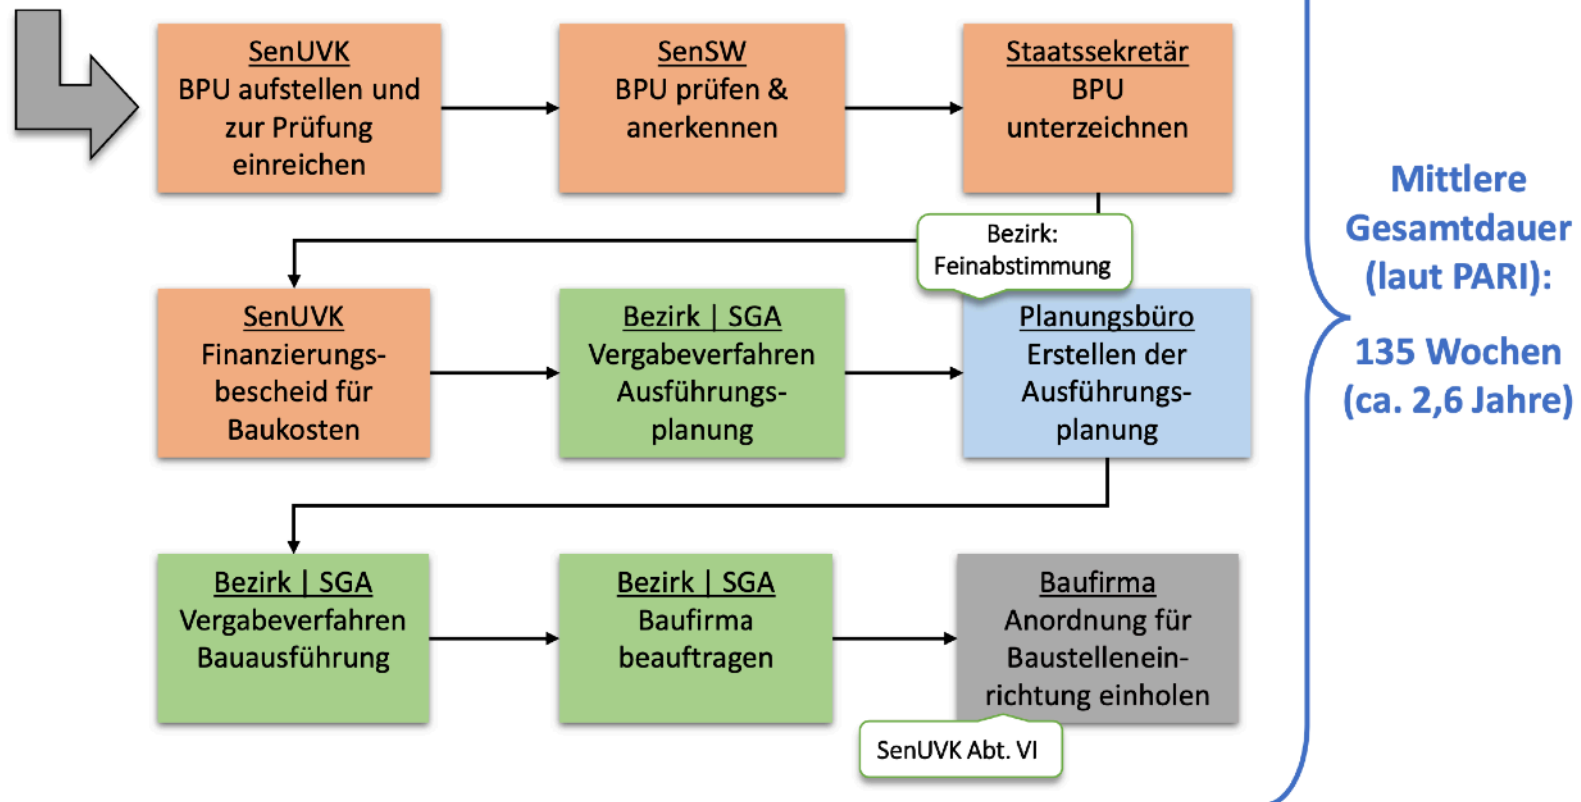 SenUVK
BPU aufstellen und
zur Prüfung
einreichen
SenSW
BPU prüfen &
anerkennen
Staatssekretär
BPU
unterzeichnen
Bezirk:
Feinabstimmung
SenUVK
Finanzierungs-
bescheid für
Baukosten
Bezirk | SGA
Vergabeverfahren
Ausführungs-
planung
Planungsbüro
Erstellen der
Ausführungs-
planung
Bezirk | SGA
Vergabeverfahren
Bauausführung
Bezirk | SGA
Baufirma
beauftragen
Baufirma
Anordnung für
Baustellenein-
richtung einholen
SenUVK Abt. VI
Mittlere
Gesamtdauer
(laut PARI):
135 Wochen
(ca. 2,6 Jahre)